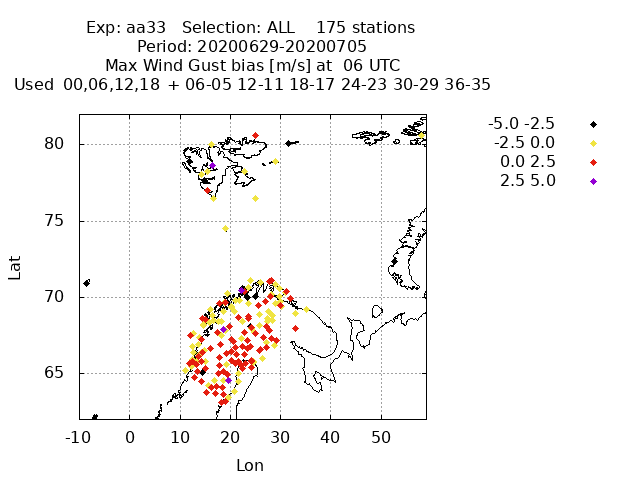 Exp: aa33 Selection: ALL 175 stations
Period: 20200629-20200705
Max Wind Gust bias [m/s] at 06 UTC
Used 00,06,12,18 + 06-05 12-11 18-17 24-23 30-29 36-35
-5.0 -2.5
-2.5 0.0
0.0 2.5
2.5 5.0
80
75
70
65
Lat
-10 0 10 20 30 40 50
Lon